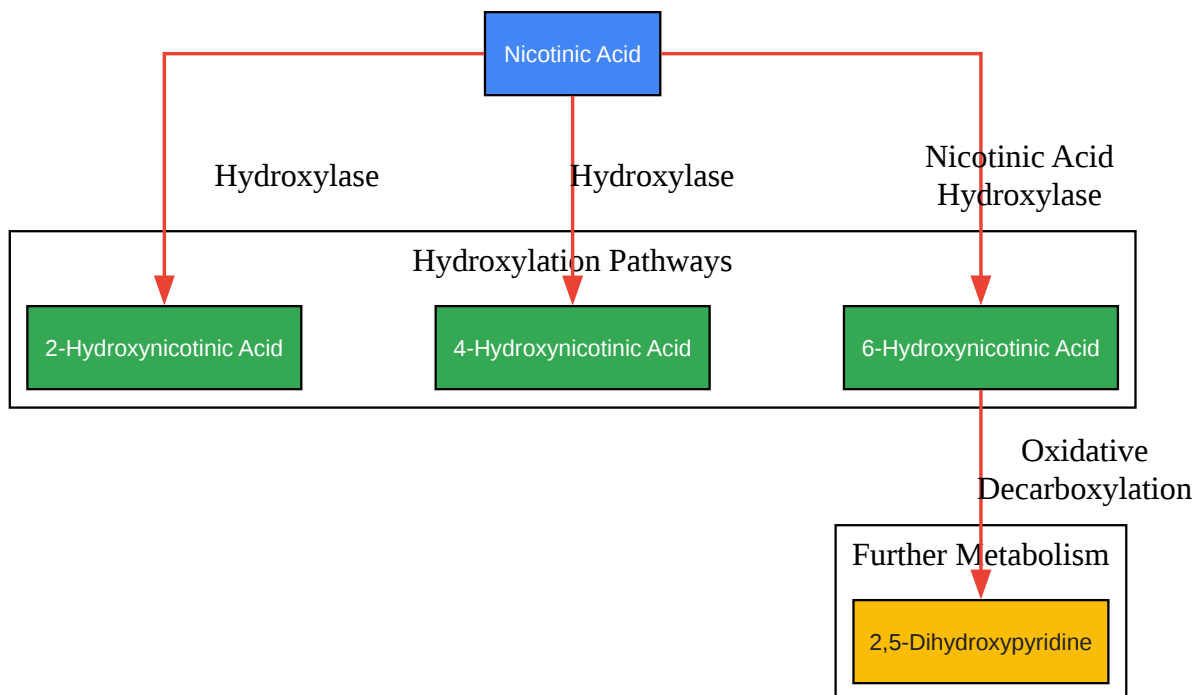 Nicotinic Acid
Hydroxylase
Hydroxylase
Nicotinic Acid
Hydroxylase
Hydroxylation Pathways
2-Hydroxynicotinic Acid
4-Hydroxynicotinic Acid
6-Hydroxynicotinic Acid
Oxidative
Decarboxylation
Further Metabolism
2,5-Dihydroxypyridine